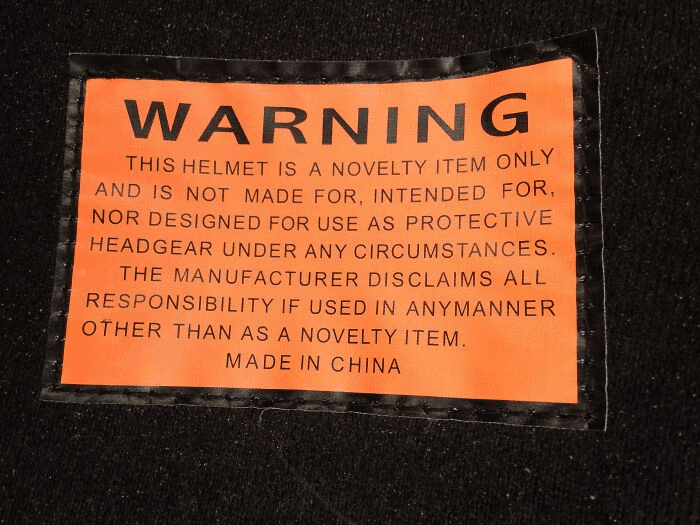 WARNING
THIS HELMET IS A NOVELTY ITEM ONLY
AND IS NOT MADE FOR, INTENDED FOR,
NOR DESIGNED FOR USE AS PROTECTIVE
HEADGEAR UNDER ANY CIRCUMSTANCES.
THE MANUFACTURER DISCLAIMS ALL
RESPONSIBILITY IF USED IN ANYMANNER
OTHER THAN AS A NOVELTY ITEM.
MADE IN CHINA